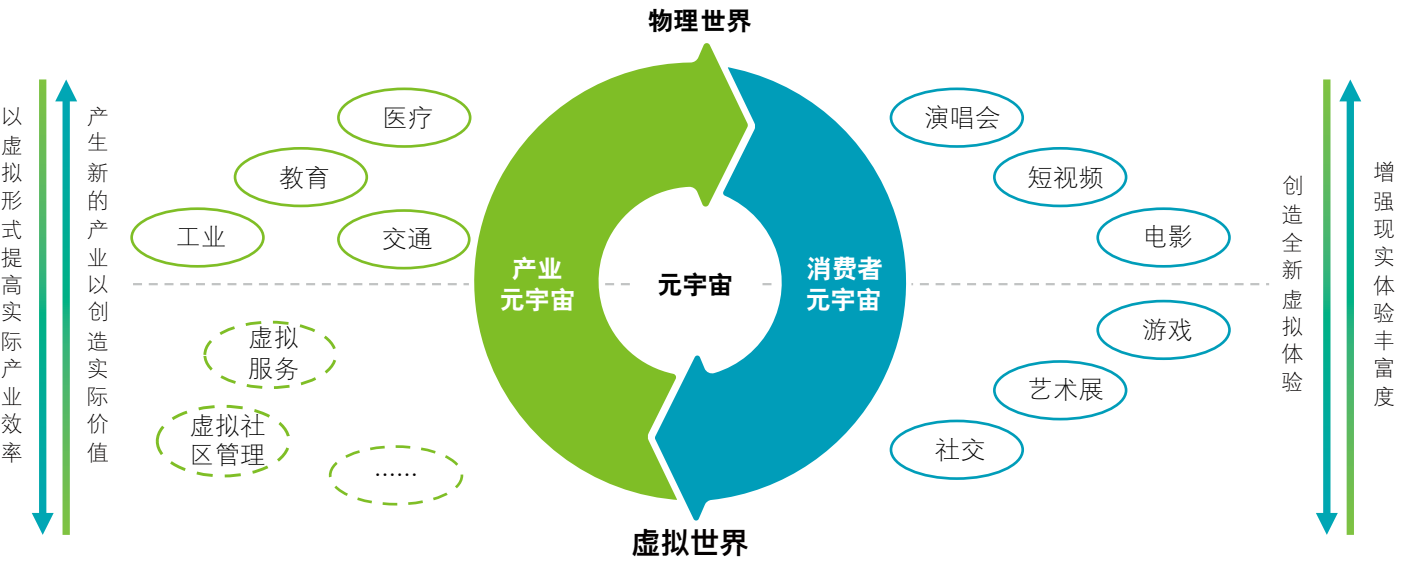 物理世界
以虚拟形式提高实际产业效率
产生新的产业以创造实际价值
医疗
教育
工业
交通
虚拟
服务
虚拟社
区管理
······
产业
元宇宙
元宇宙
消费者
元宇宙
演唱会
短视频
电影
游戏
艺术展
社交
创造全新虚拟体验
增强现实体验丰富度
虚拟世界